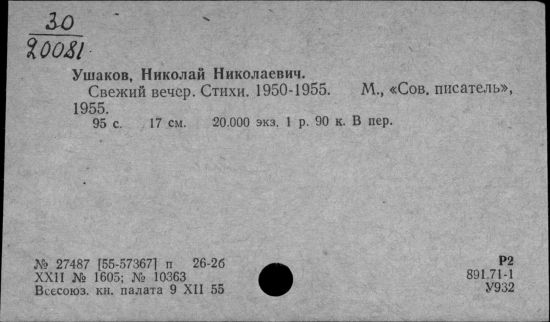 30
20081
Ушаков, Николай Николаевич.
Свежий вечер. Стихи. 1950-1955. М., «Сов. писатель»,
1955.
95 с. 17 см. 20.000 экз. 1 р. 90 к. В пер.
№ 27487 [55-57367] п 26-26
XXII № 1605; № 10363
Всесоюз. кн. палата 9 XII 55
Р2
891.71-1
У932